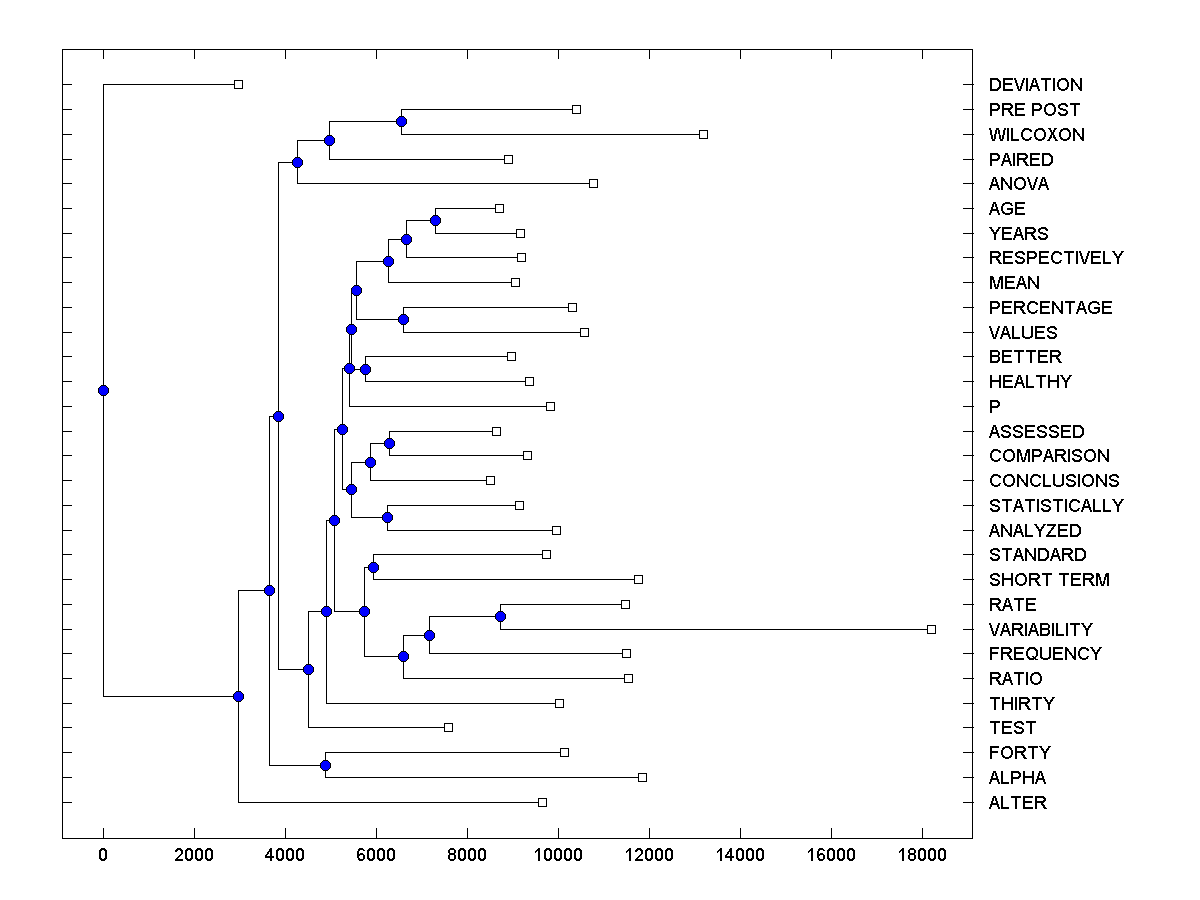 DEVIATION
PRE POST
WILCOXON
PAIRED
ANOVA
AGE
YEARS
RESPECTIVELY
MEAN
PERCENTAGE
VALUES
BETTER
HEALTHY
P
ASSESSED
COMPARISON
CONCLUSIONS
STATISTICALLY
ANALYZED
STANDARD
SHORT TERM
RATE
VARIABILITY
FREQUENCY
RATIO
THIRTY
TEST
FORTY
ALPHA
ALTER
0 2000 4000 6000 8000 10000 12000 14000 16000 18000